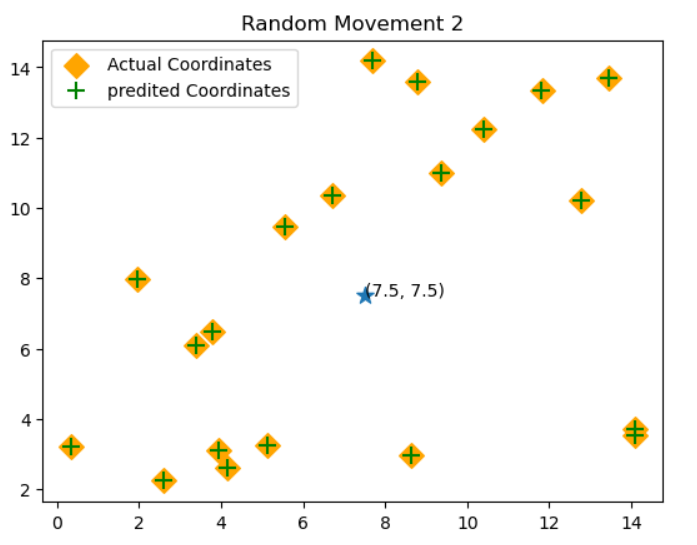 Random Movement 2
Actual Coordinates
predited Coordinates
14
12
10
8
6
4
2
(7.5, 7.5)
0 2 4 6 8 10 12 14